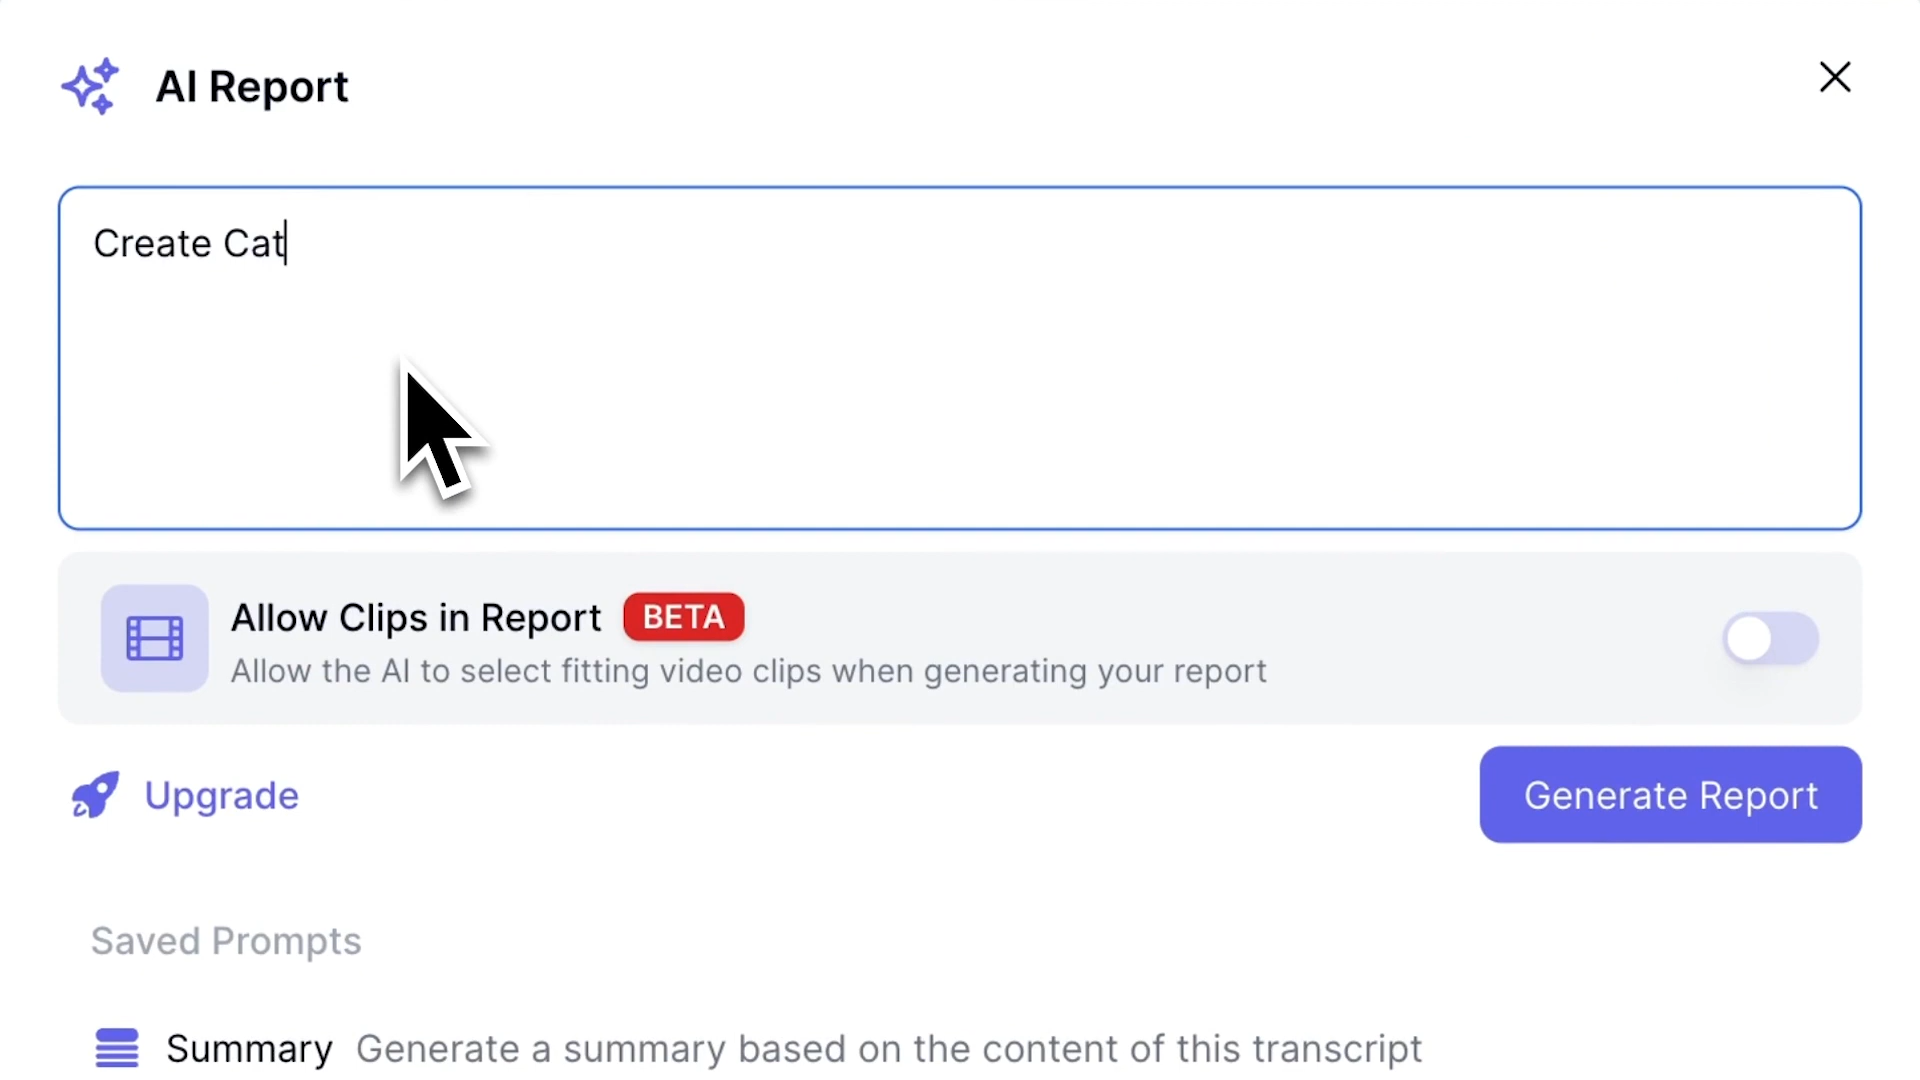 AI Report
Create Cat
Allow Clips in Report BETA
Allow the AI to select fitting video clips when generating your report
Upgrade
Generate Report
Saved Prompts
Summary Generate a summary based on the content of this transcript